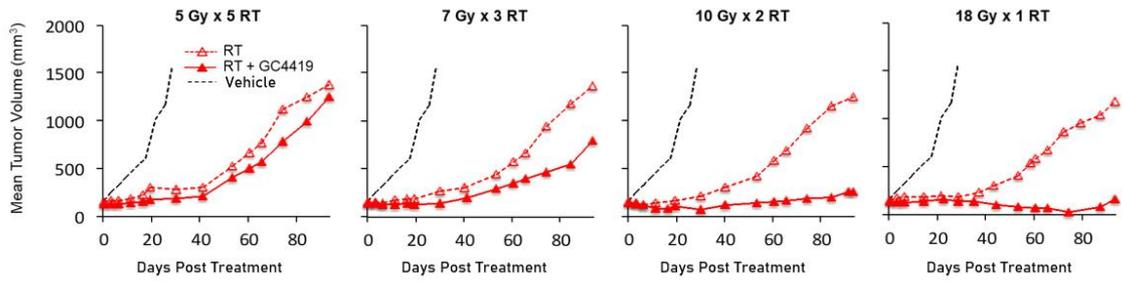 5 Gy x 5 RT
7 Gy x 3 RT
10 Gy x 2 RT
18 Gy x 1 RT
Mean Tumor Volume (mm³)
2000
1500
1000
500
0
RT
RT + GC4419
Vehicle
0 20 40 60 80
0 20 40 60 80
0 20 40 60 80
0 20 40 60 80
Days Post Treatment
Days Post Treatment
Days Post Treatment
Days Post Treatment